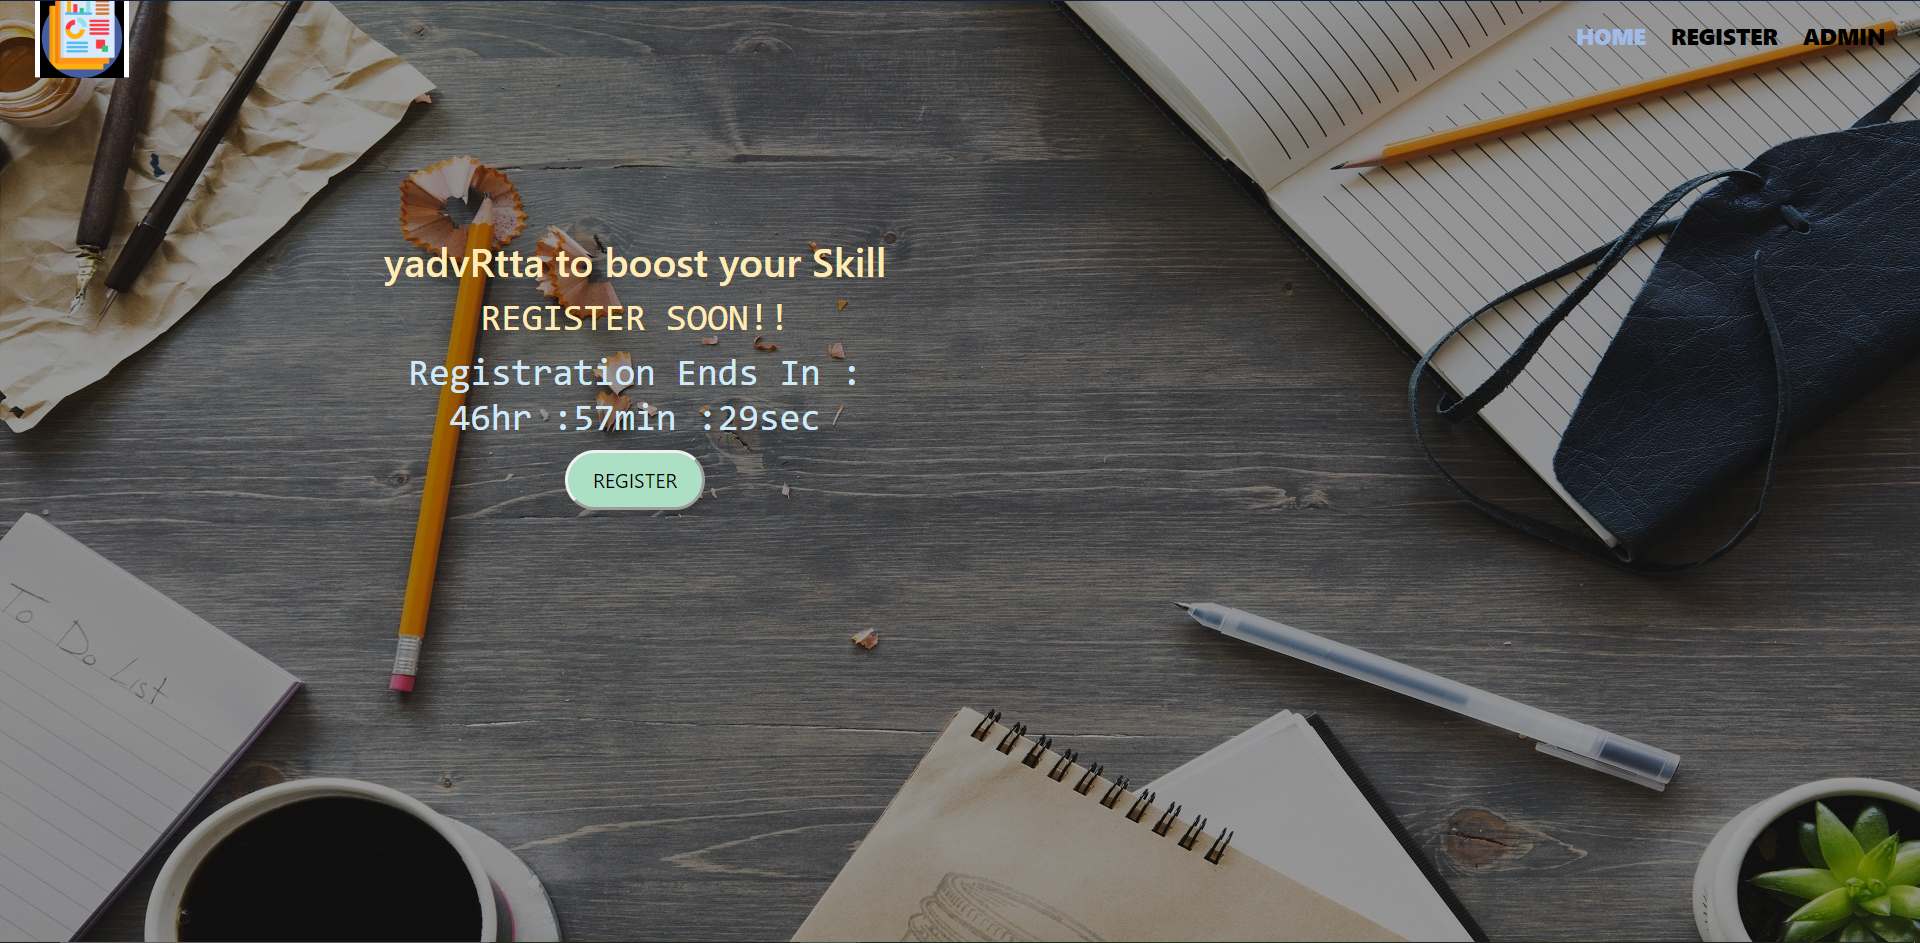 HOME REGISTER ADMIN
yadvRtta to boost your Skill
REGISTER SOON!!
Registration Ends In :
46hr :57min :29sec
REGISTER
To Do List